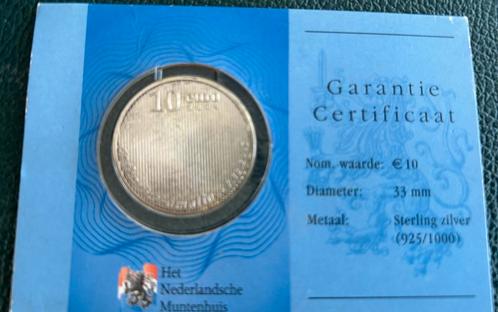 10 euro
Garantie
Certificaat
Nom. waarde: €10
Diameter: 33 mm
Metaal: Sterling zilver
(925/1000)
Het
Nederlandsche
Muntenhuis